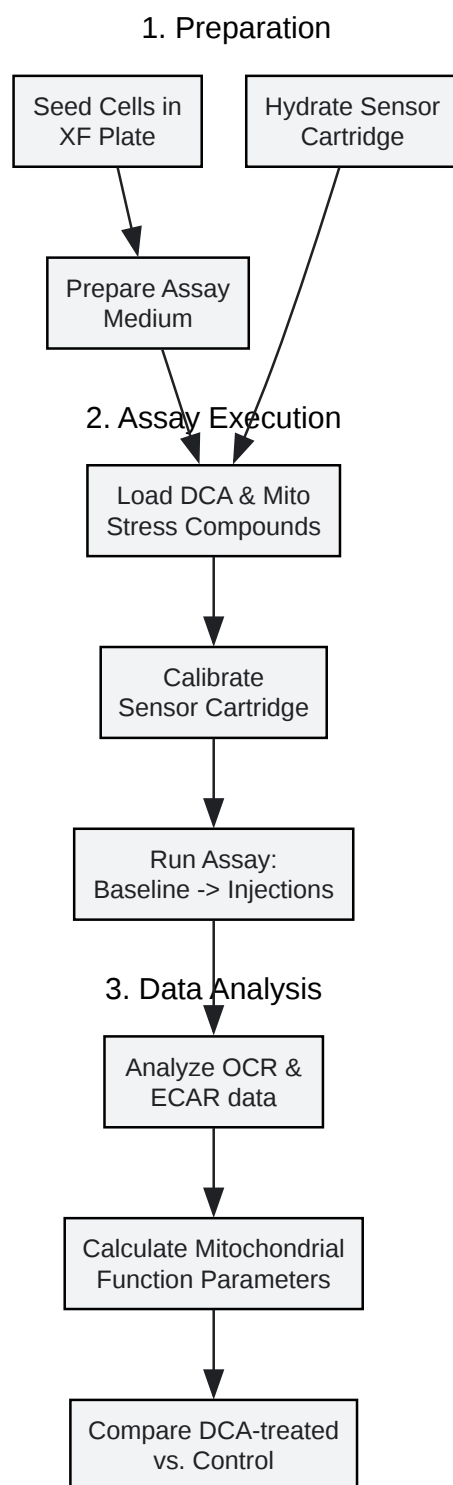 1. Preparation
Seed Cells in
XF Plate
Hydrate Sensor
Cartridge
Prepare Assay
Medium
2. Assay Execution
Load DCA & Mito
Stress Compounds
Calibrate
Sensor Cartridge
Run Assay:
Baseline -> Injections
3. Data Analysis
Analyze OCR &
ECAR data
Calculate Mitochondrial
Function Parameters
Compare DCA-treated
vs. Control